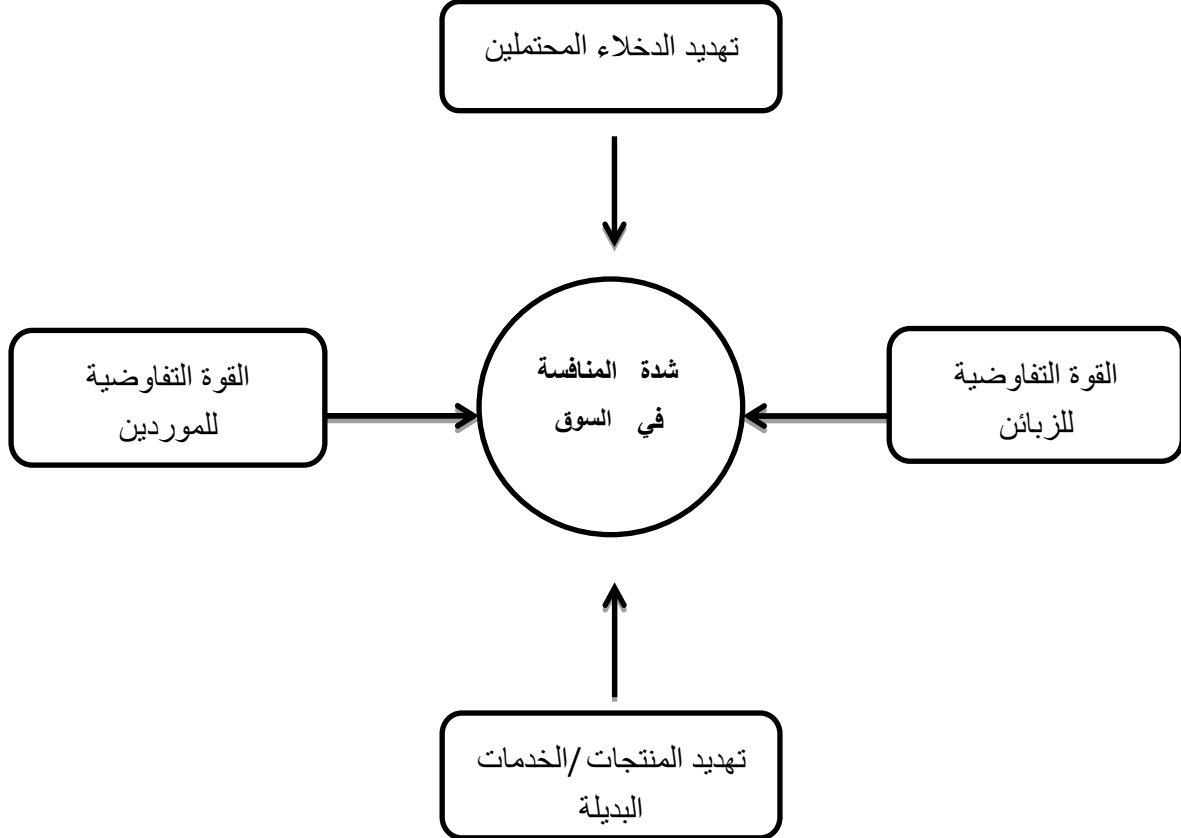 تهديد الدخلاء المحتملين
القوة التفاوضية
للزبائن
شدة المنافسة
في السوق
القوة التفاوضية
للموردين
تهديد المنتجات /الخدمات
البديلة